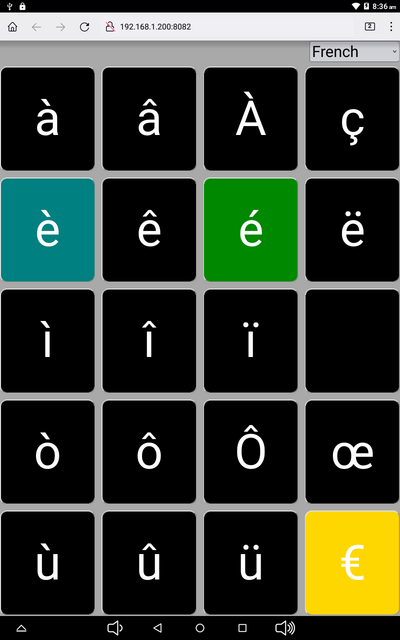 8:36 AM
192.168.1.200:8082
2
French
à â À ç
è ê é ë
ì î ï
ò ô Ô œ
ù û ü €